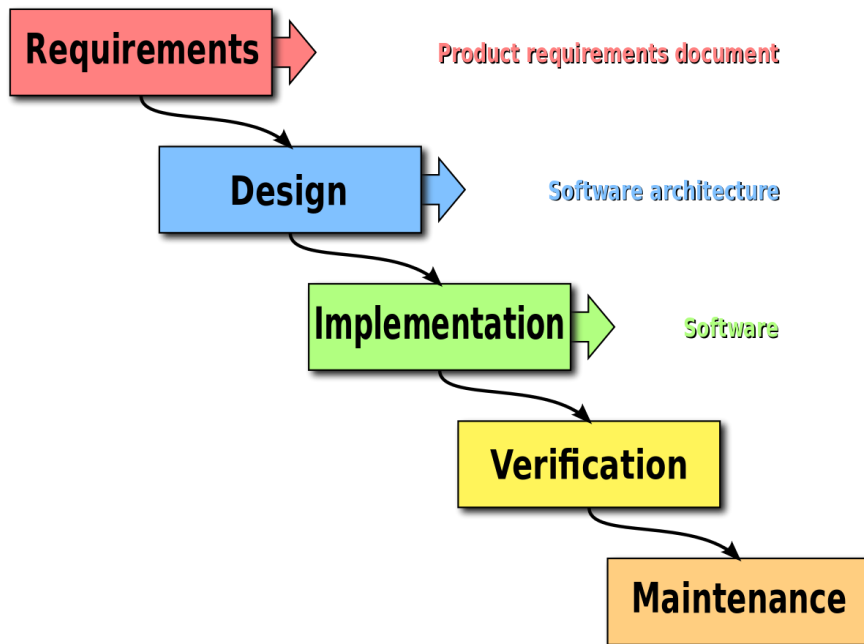 Requirements
Product requirements document
Design
Software architecture
Implementation
Software
Verification
Maintenance